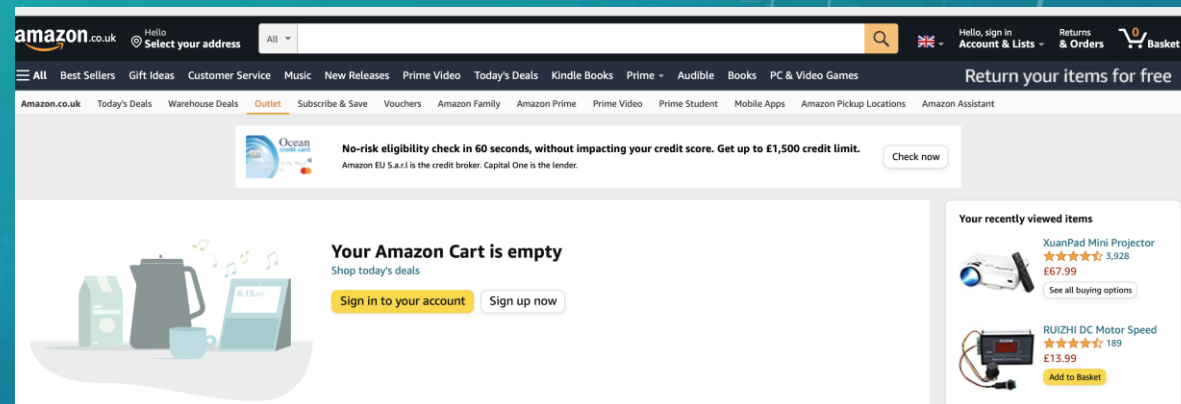 amazon.co.uk
Hello
Select your address
All
0
Hello, sign in
Account & Lists
Returns
& Orders
Basket
All Best Sellers Gift Ideas Customer Service Music New Releases Prime Video Today's Deals Kindle Books Prime Audible Books PC & Video Games Return your items for free
Amazon.co.uk Today's Deals Warehouse Deals Outlet Subscribe & Save Vouchers Amazon Family Amazon Prime Prime Video Prime Student Mobile Apps Amazon Pickup Locations Amazon Assistant
Ocean
credit card
No-risk eligibility check in 60 seconds, without impacting your credit score. Get up to £1,500 credit limit.
Amazon EU S.a.r.l is the credit broker. Capital One is the lender.
Check now
6:15am
Your Amazon Cart is empty
Shop today's deals
Sign in to your account
Sign up now
Your recently viewed items
XuanPad Mini Projector
3,928
£67.99
See all buying options
RUIZHI DC Motor Speed
189
£13.99
Add to Basket